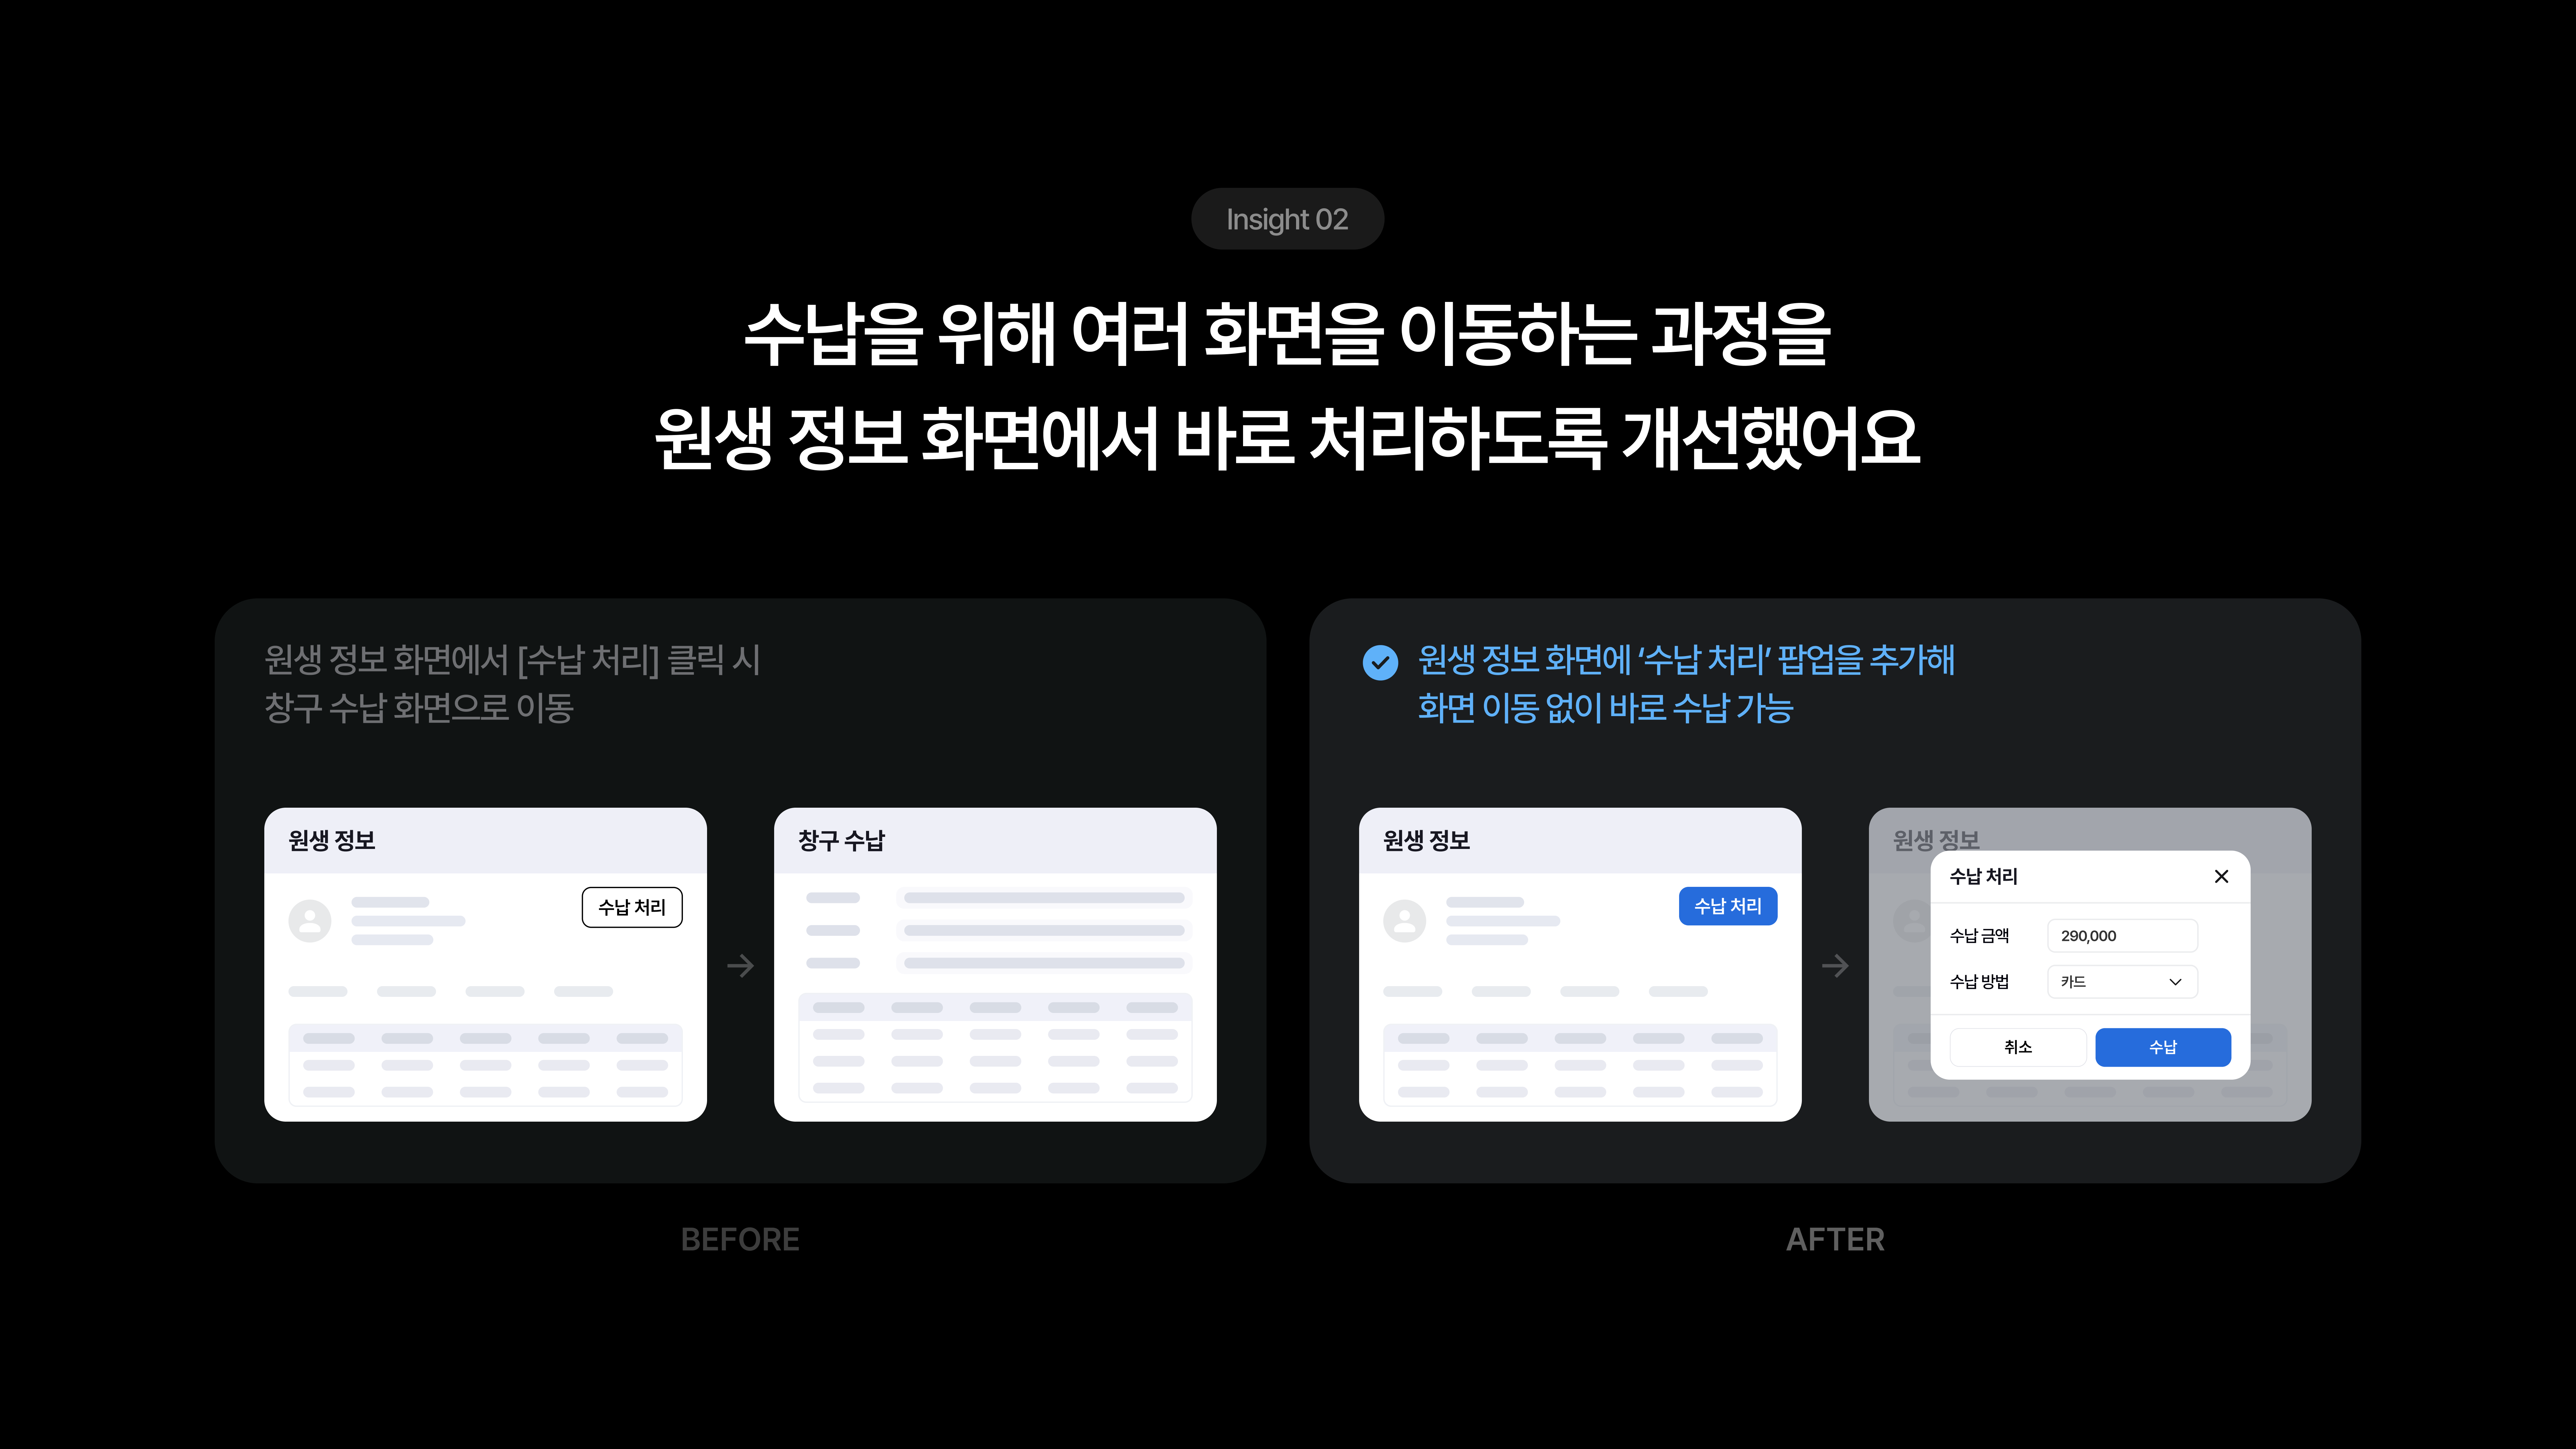 Insight 02
수납을 위해 여러 화면을 이동하는 과정을
원생 정보 화면에서 바로 처리하도록 개선했어요
원생 정보 화면에서 [수납 처리] 클릭 시
창구 수납 화면으로 이동
원생 정보
수납 처리
창구 수납
BEFORE
원생 정보 화면에 ‘수납 처리’ 팝업을 추가해
화면 이동 없이 바로 수납 가능
원생 정보
수납 처리
원생 정보
수납 처리
수납 금액
290,000
수납 방법
카드
취소
수납
AFTER